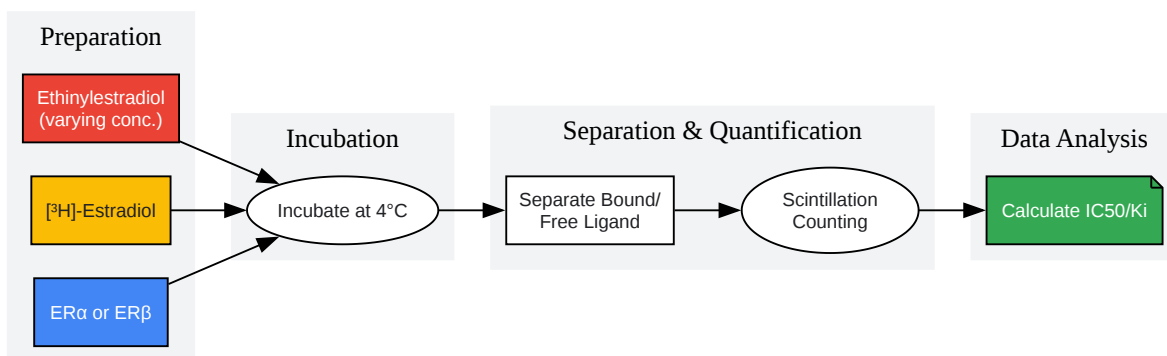 Preparation
Ethinylestradiol
(varying conc.)
[³H]-Estradiol
ERα or ERβ
Incubation
Incubate at 4°C
Separation & Quantification
Separate Bound/
Free Ligand
Scintillation
Counting
Data Analysis
Calculate IC50/Ki